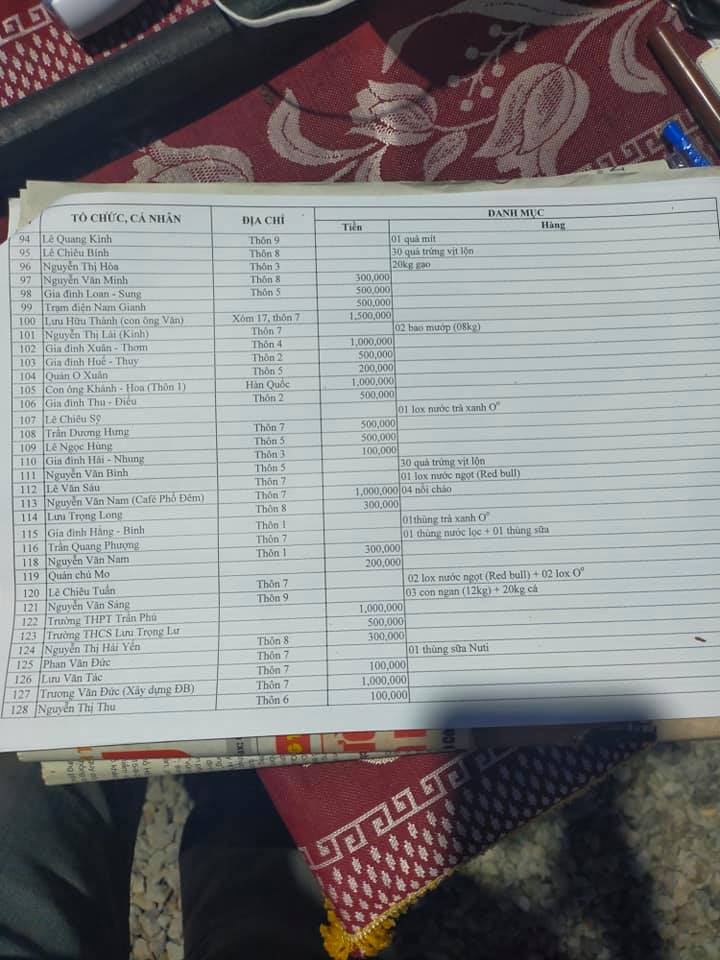 TỔ CHỨC, CÁ NHÂN ĐỊA CHỈ DANH MỤC
Tiền Hàng
94 Lê Quang Kinh Thôn 9 01 quả mít
95 Lê Chiêu Bính Thôn 8 30 quả trứng vịt lộn
96 Nguyễn Thị Hòa Thôn 3 20kg gạo
97 Nguyễn Văn Minh Thôn 8 300,000
98 Gia đình Loan - Sung Thôn 5 500,000
99 Trạm điện Nam Gianh 500,000
100 Lưu Hữu Thành (con ông Văn) Xóm 17, thôn 7 1,500,000
101 Nguyễn Thị Lái (Kính) Thôn 7 02 bao mướp (08kg)
102 Gia đình Xuân - Thơm Thôn 4 1,000,000
103 Gia đình Huế - Thuy Thôn 2 500,000
104 Quán O Xuân Thôn 5 200,000
105 Con ông Khánh - Hoa (Thôn 1) Hàn Quốc 1,000,000
106 Gia đình Thu - Điểu Thôn 2 500,000
107 Lê Chiêu Sỹ 01 lox nước trà xanh O⁰
108 Trần Dương Hưng Thôn 7 500,000
109 Lê Ngọc Hùng Thôn 5 500,000
110 Gia đình Hải - Nhung Thôn 3 100,000
111 Nguyễn Văn Bình Thôn 5 30 quả trứng vịt lộn
112 Lê Văn Sáu Thôn 7 01 lox nước ngọt (Red bull)
113 Nguyễn Văn Nam (Café Phố Đêm) Thôn 7 1,000,000 04 nồi cháo
114 Lưu Trọng Long Thôn 8 300,000
115 Gia đình Hằng - Bình Thôn 1 01thùng trà xanh O⁰
116 Trần Quang Phượng Thôn 7 01 thùng nước lọc + 01 thùng sữa
118 Nguyễn Văn Nam Thôn 1 300,000
119 Quán chú Mo 200,000
120 Lê Chiêu Tuấn Thôn 7 02 lox nước ngọt (Red bull) + 02 lox O⁰
121 Nguyễn Văn Sáng Thôn 9 03 con ngan (12kg) + 20kg cá
122 Trường THPT Trần Phú 1,000,000
123 Trường THCS Lưu Trọng Lư 500,000
124 Nguyễn Thị Hải Yến Thôn 8 300,000
125 Phan Văn Đức Thôn 7 01 thùng sữa Nuti
126 Lưu Văn Tác Thôn 7 100,000
127 Trương Văn Đức (Xây dựng ĐB) Thôn 7 1,000,000
128 Nguyễn Thị Thu Thôn 6 100,000